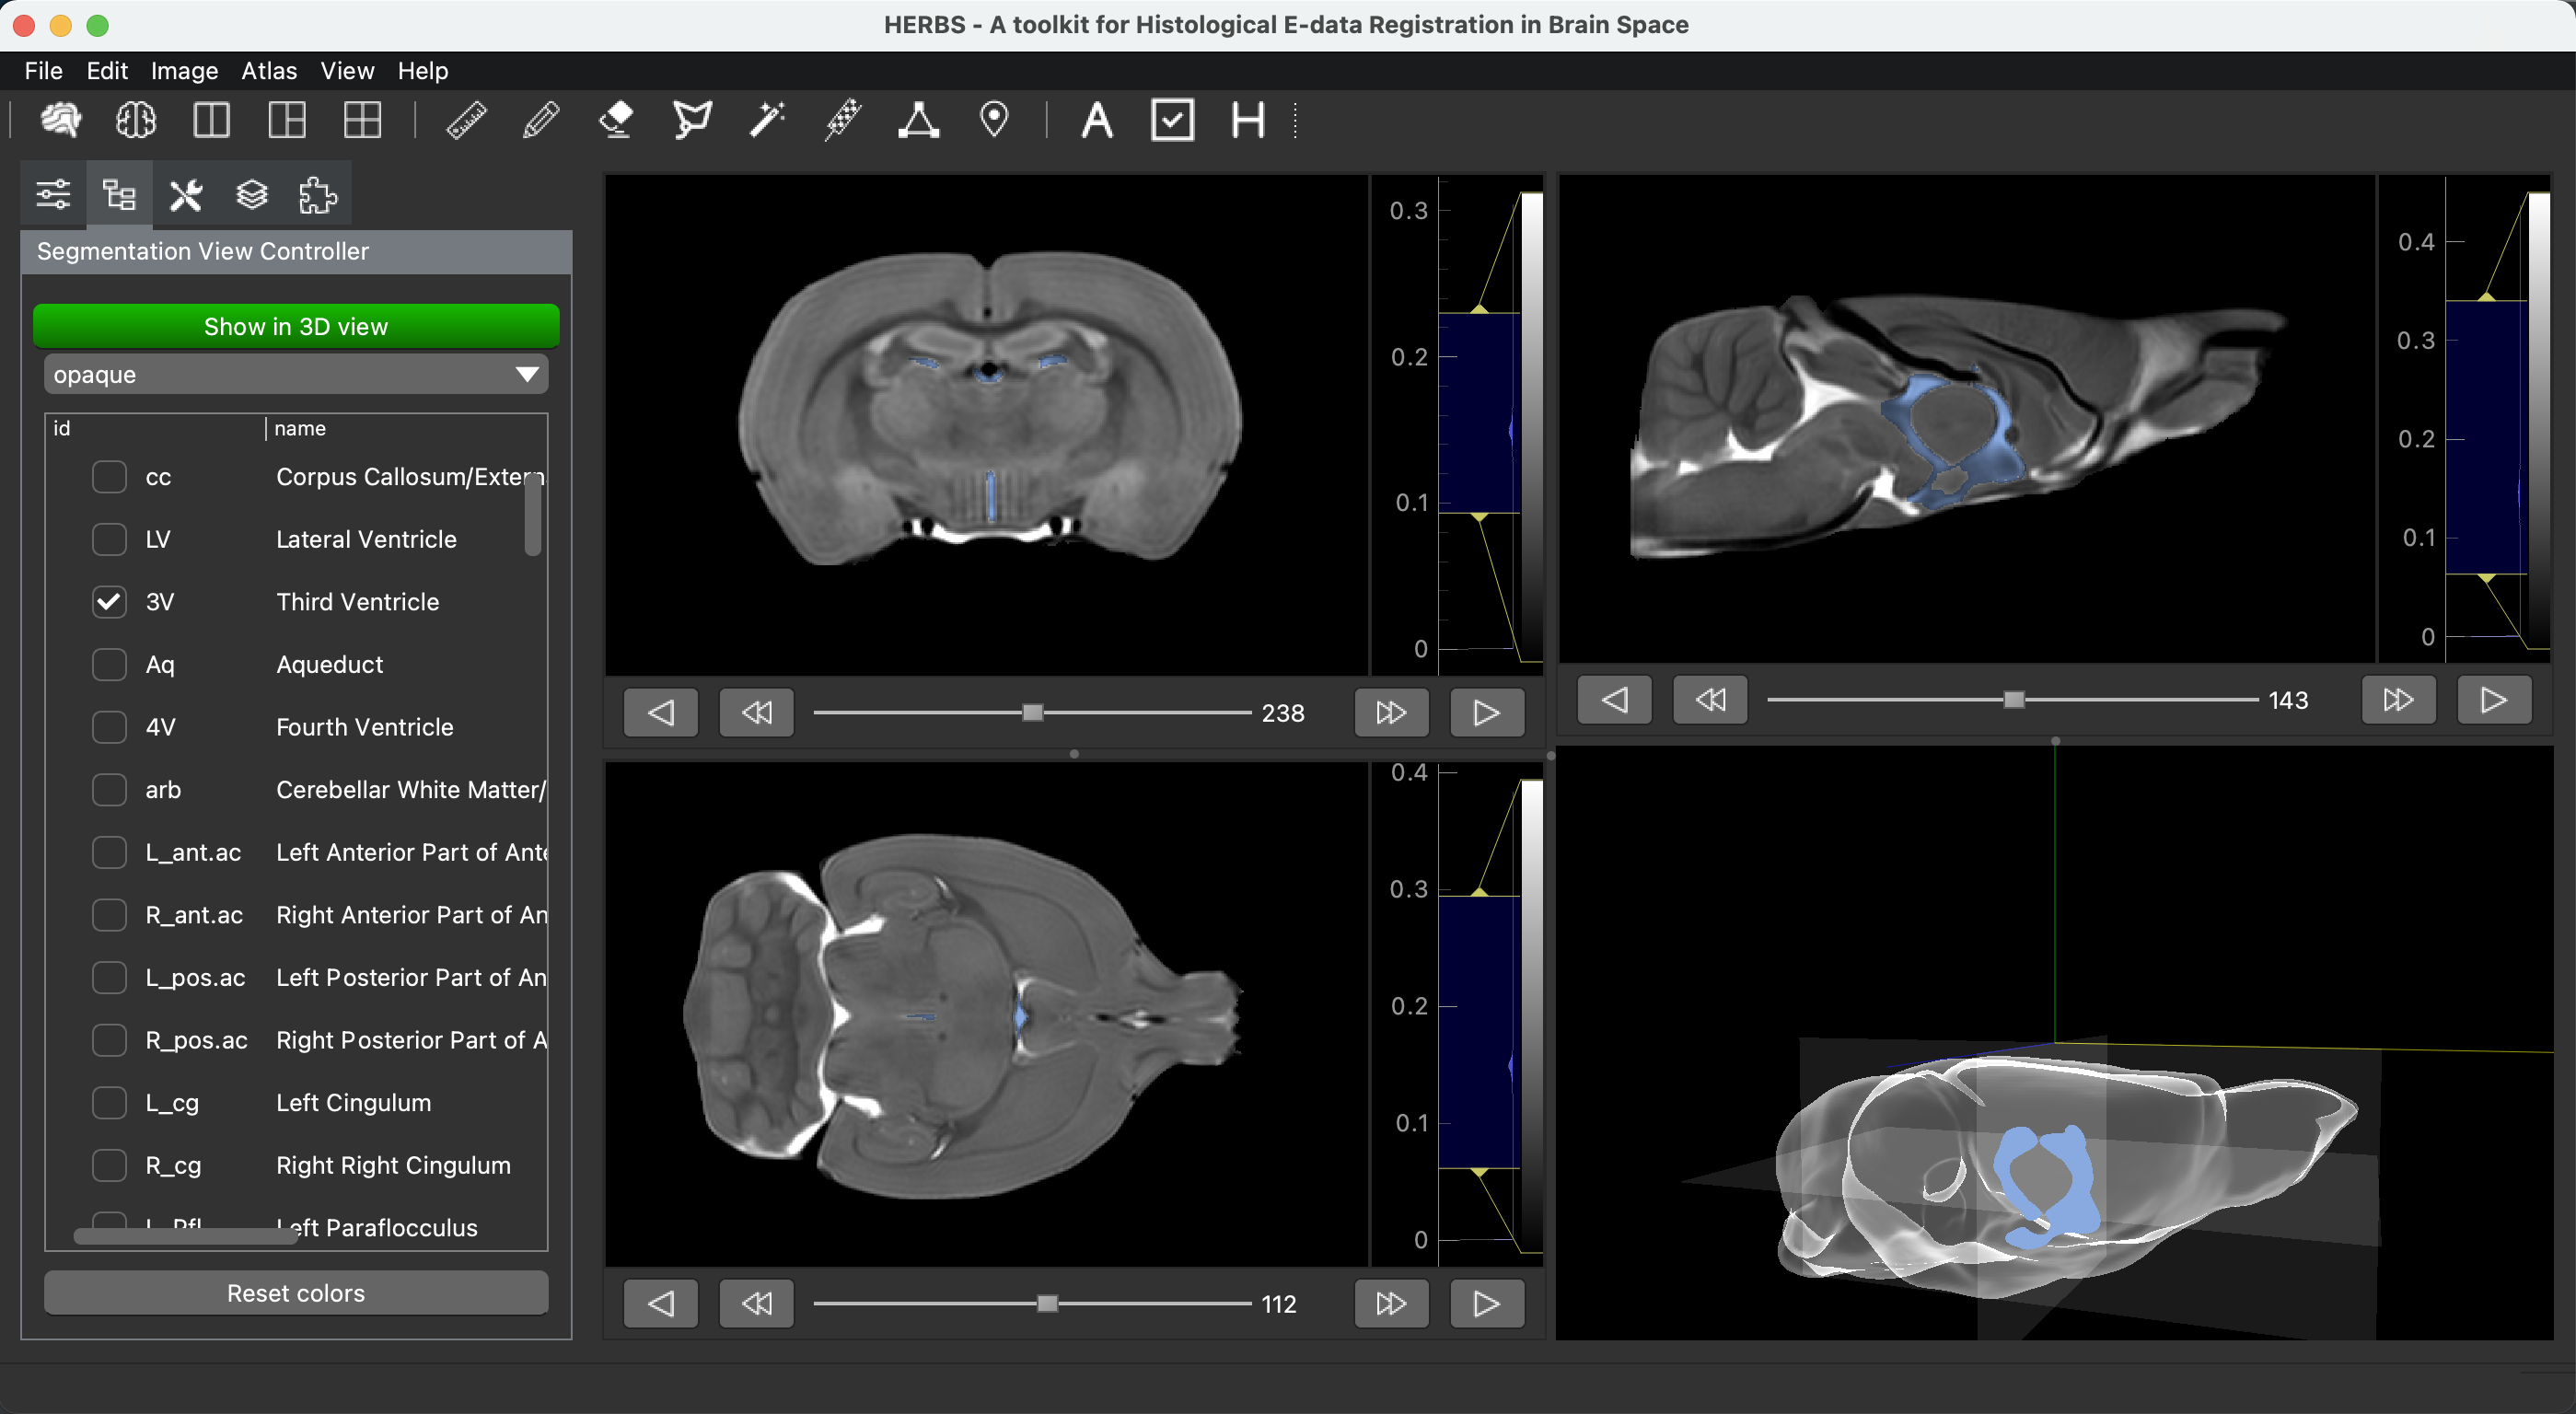 HERBS - A toolkit for Histological E-data Registration in Brain Space
File Edit Image Atlas View Help
A H
Segmentation View Controller
Show in 3D view
opaque
id name
cc Corpus Callosum/Extern
LV Lateral Ventricle
3V Third Ventricle
Aq Aqueduct
4V Fourth Ventricle
arb Cerebellar White Matter/
L_ant.ac Left Anterior Part of Ante
R_ant.ac Right Anterior Part of An
L_pos.ac Left Posterior Part of An
R_pos.ac Right Posterior Part of A
L_cg Left Cingulum
R_cg Right Right Cingulum
Left Paraflocculus
Reset colors
0.3
0.2
0.1
0
238
0.4
0.3
0.2
0.1
0
143
0.4
0.3
0.2
0.1
0
112